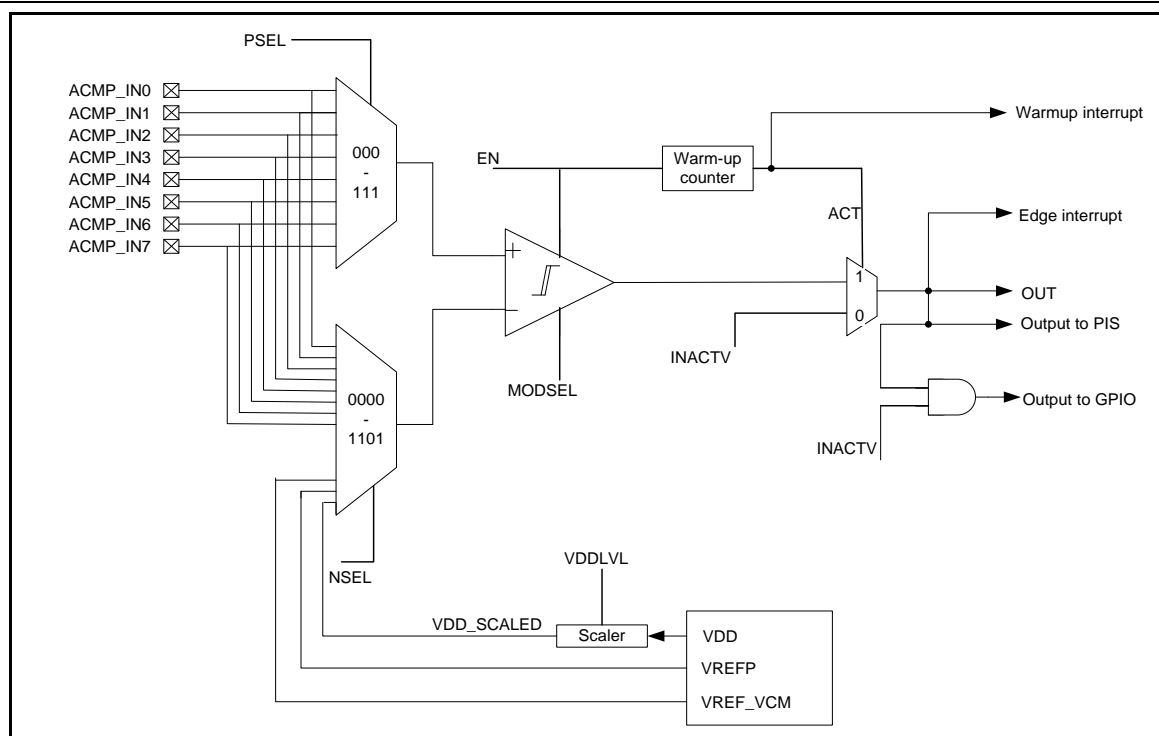 PSEL
ACMP_IN0
ACMP_IN1
ACMP_IN2
ACMP_IN3
ACMP_IN4
ACMP_IN5
ACMP_IN6
ACMP_IN7
000
-
111
EN
Warm-up
counter
Warmup interrupt
ACT
Edge interrupt
+
−
1
0
OUT
Output to PIS
INACTV
MODSEL
Output to GPIO
INACTV
0000
-
1101
NSEL
VDDLVL
VDD_SCALED
Scaler
VDD
VREFP
VREF_VCM